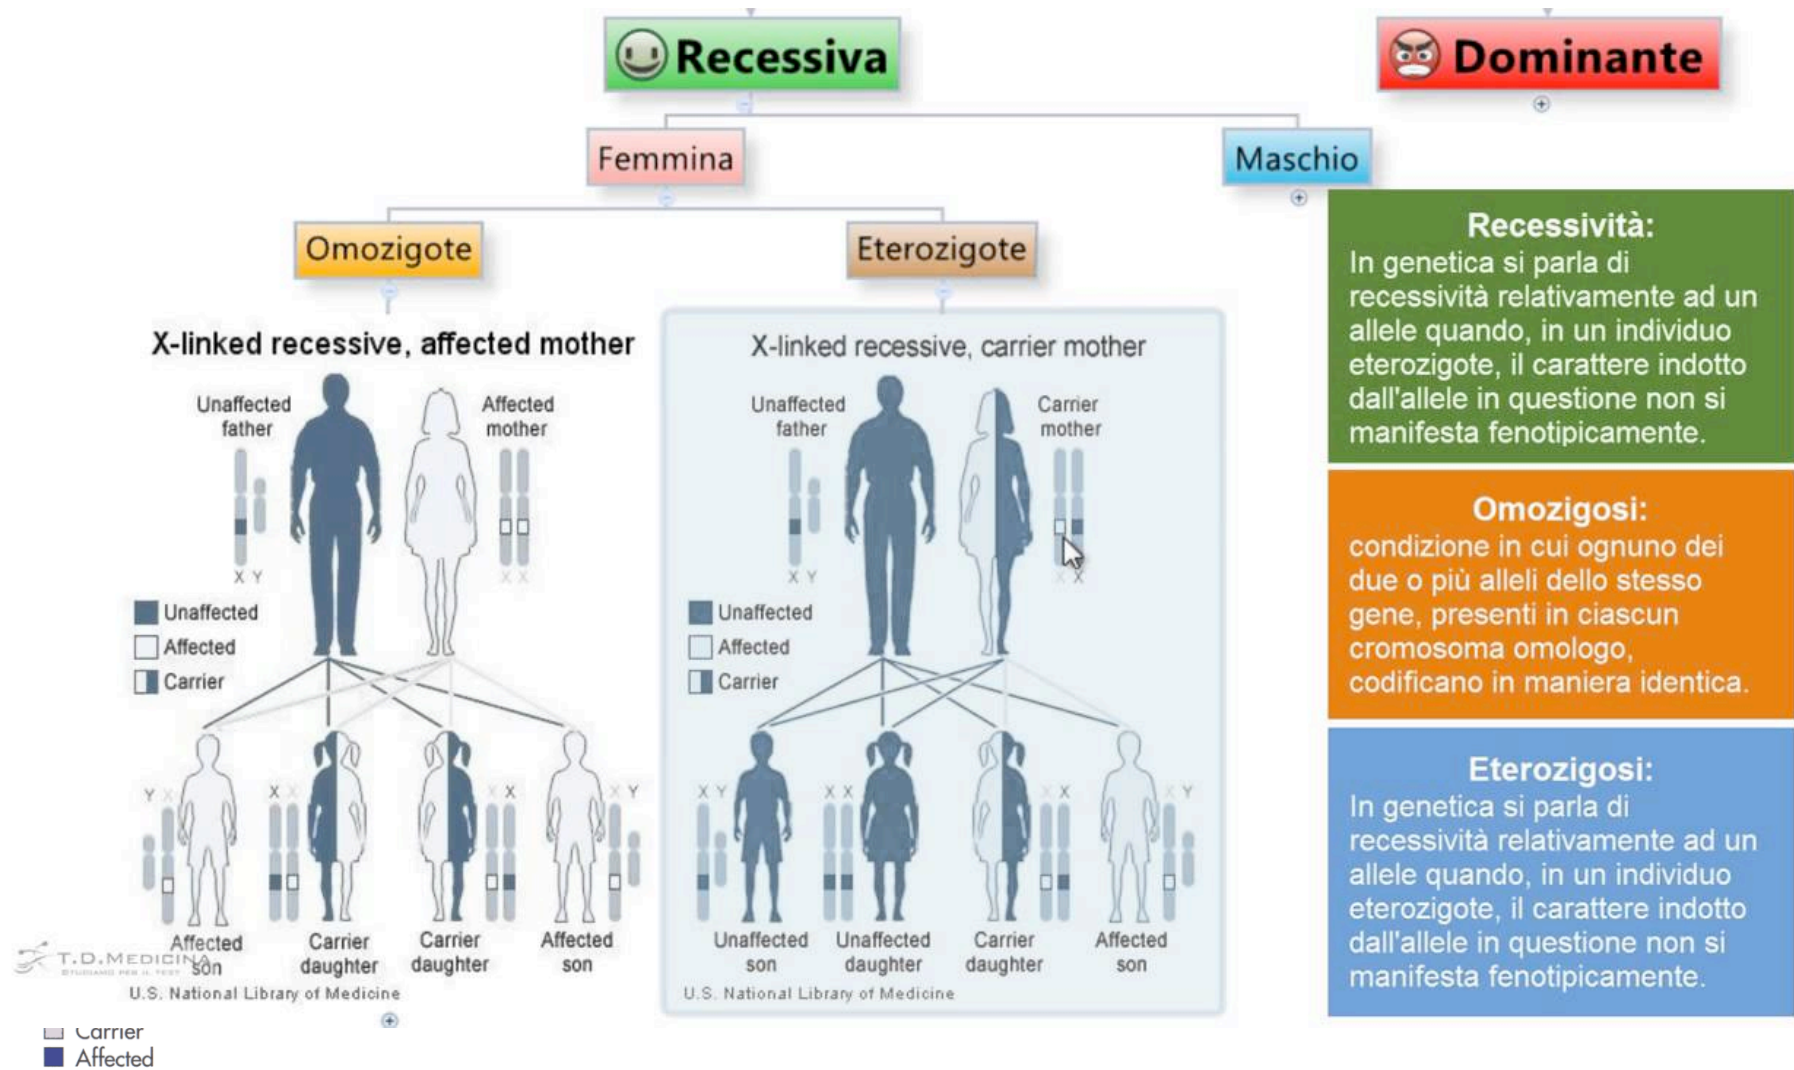 Recessiva
Dominante
Femmina
Maschio
Omozigote
Eterozigote
X-linked recessive, affected mother
Unaffected
father
Affected
mother
X Y
X X
Unaffected
Affected
Carrier
Y X
X X
X X
X Y
Affected
son
Carrier
daughter
Carrier
daughter
Affected
son
T.D.MEDICINA
STUDIAMO PER IL TEST
U.S. National Library of Medicine
X-linked recessive, carrier mother
Unaffected
father
Carrier
mother
X Y
X X
Unaffected
Affected
Carrier
X Y
X X
X X
X Y
Unaffected
son
Unaffected
daughter
Carrier
daughter
Affected
son
U.S. National Library of Medicine
Recessività:
In genetica si parla di
recessività relativamente ad un
allele quando, in un individuo
eterozigote, il carattere indotto
dall'allele in questione non si
manifesta fenotipicamente.
Omozigosi:
condizione in cui ognuno dei
due o più alleli dello stesso
gene, presenti in ciascun
cromosoma omologo,
codificano in maniera identica.
Eterozigosi:
In genetica si parla di
recessività relativamente ad un
allele quando, in un individuo
eterozigote, il carattere indotto
dall'allele in questione non si
manifesta fenotipicamente.
Carrier
Affected